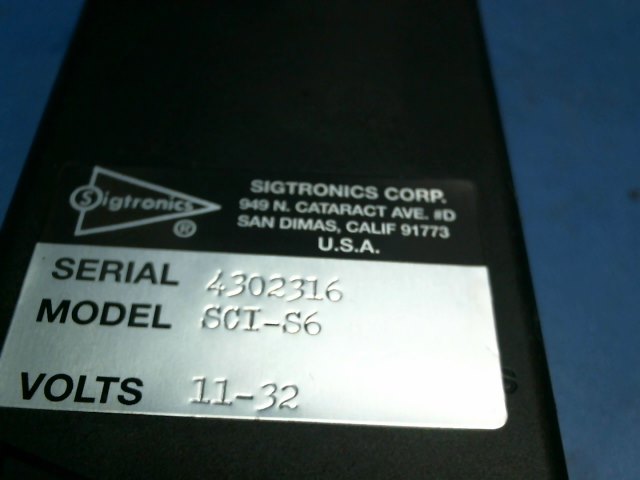 Sigtronics
®
SIGTRONICS CORP.
949 N. CATARACT AVE. #D
SAN DIMAS, CALIF 91773
U.S.A.
SERIAL 4302316
MODEL SCI-S6
VOLTS 11-32